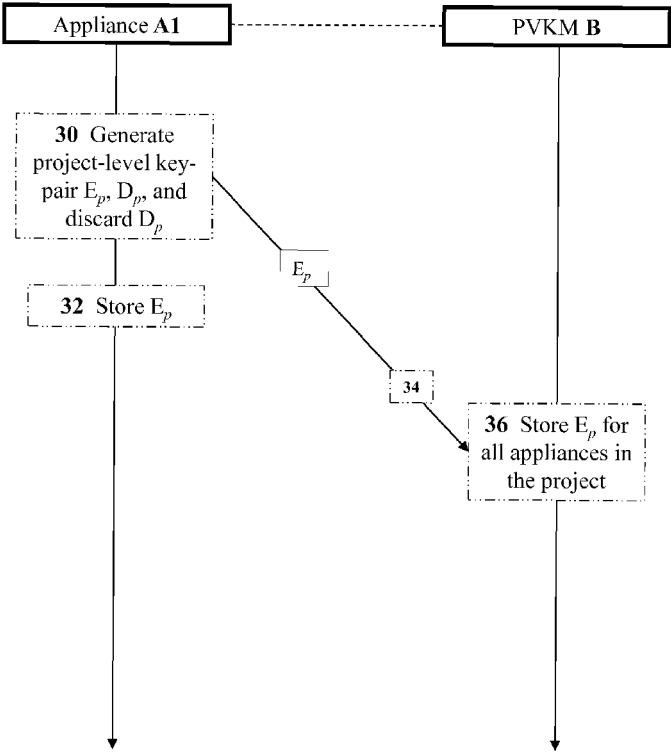 Appliance A1
PVKM B
30 Generate
project-level key-
pair Ep, Dp, and
discard Dp
Ep
32 Store Ep
34
36 Store Ep for
all appliances in
the project